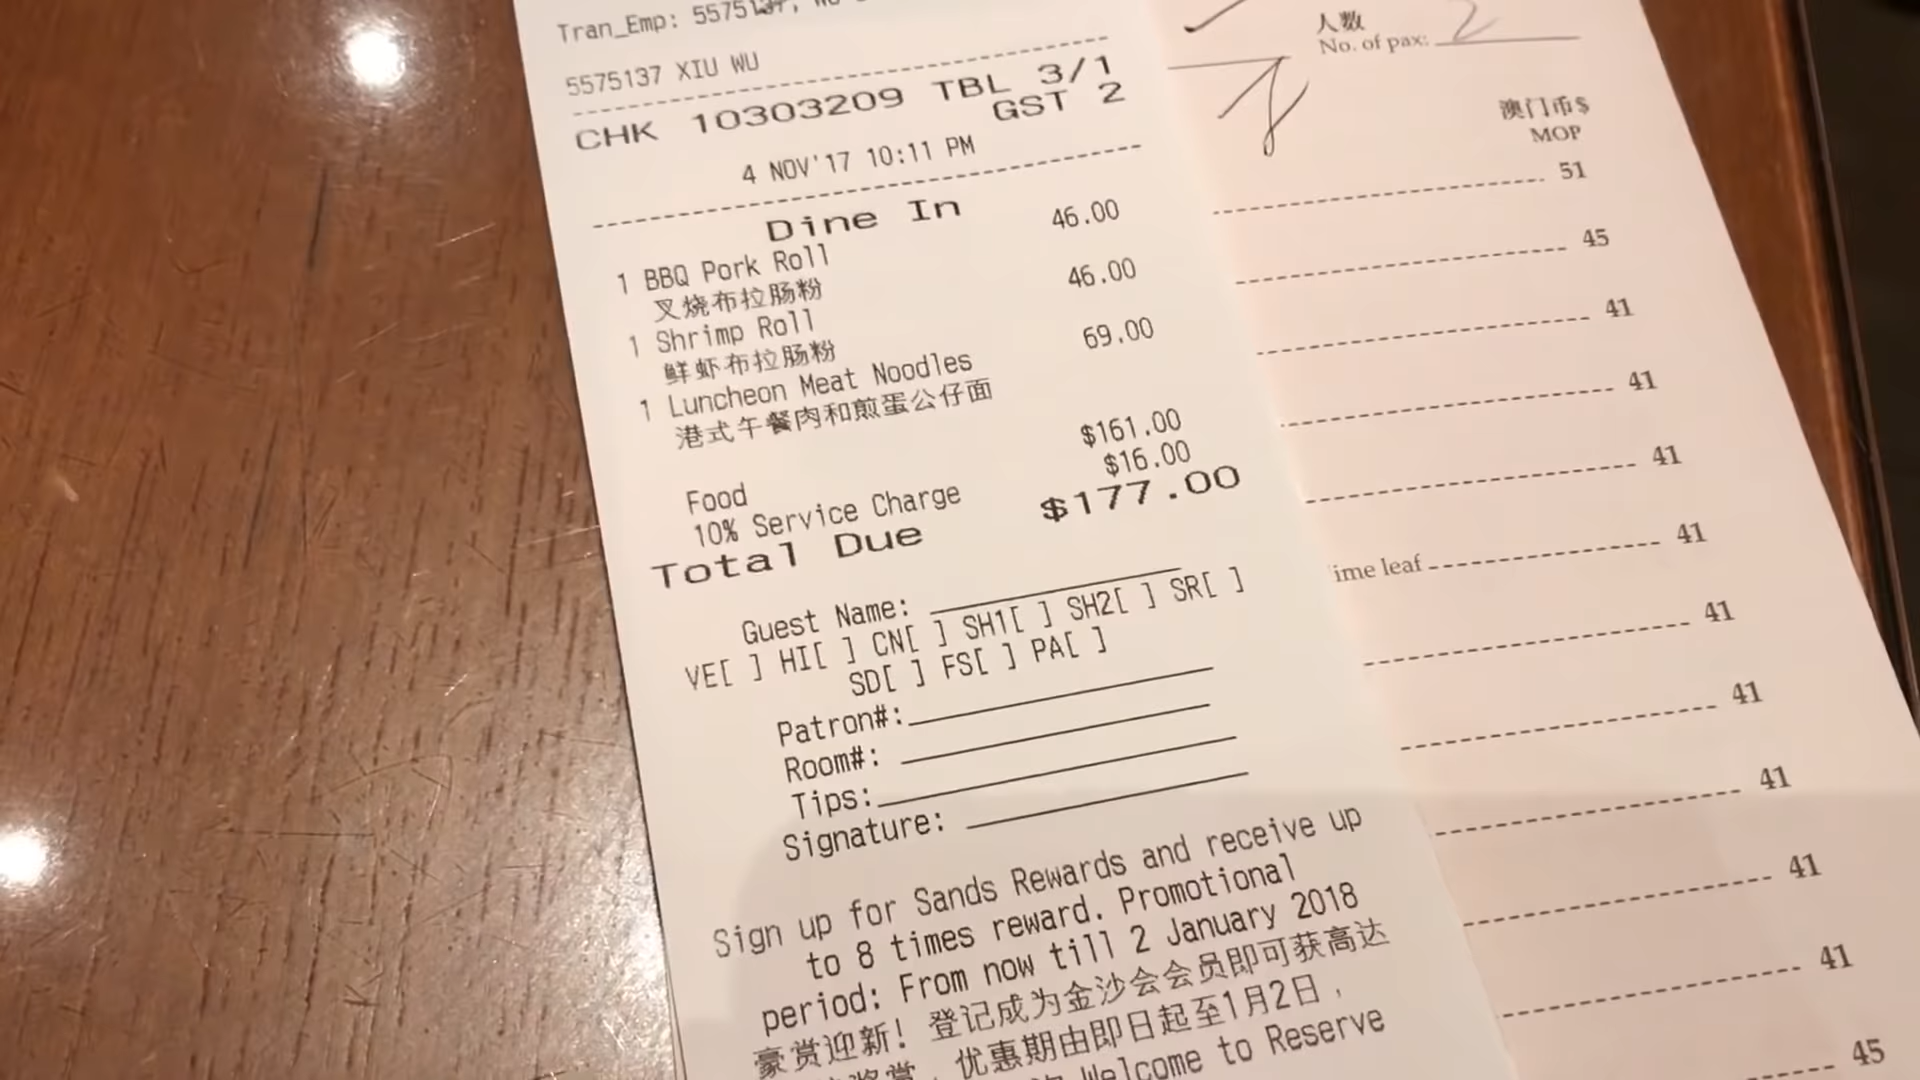 Tran_Emp: 5575137,
5575137 XIU WU
CHK 10303209 TBL 3/1
GST 2
4 NOV'17 10:11 PM
Dine In
1 BBQ Pork Roll 46.00
叉烧布拉肠粉
1 Shrimp Roll 46.00
鲜虾布拉肠粉
1 Luncheon Meat Noodles 69.00
港式午餐肉和煎蛋公仔面
Food $161.00
10% Service Charge $16.00
Total Due $177.00
Guest Name:
VE[ ] HI[ ] CN[ ] SH1[ ] SH2[ ] SR[ ]
SD[ ] FS[ ] PA[ ]
Patron#:
Room#:
Tips:
Signature:
Sign up for Sands Rewards and receive up
to 8 times reward. Promotional
period: From now till 2 January 2018
豪赏迎新! 登记成为金沙会会员即可获高达
奖赏, 优惠期由即日起至1月2日,
Welcome to Reserve
人数
No. of pax: 2
澳门币$
MOP
51
45
41
41
41
ime leaf 41
41
41
41
41
41
45